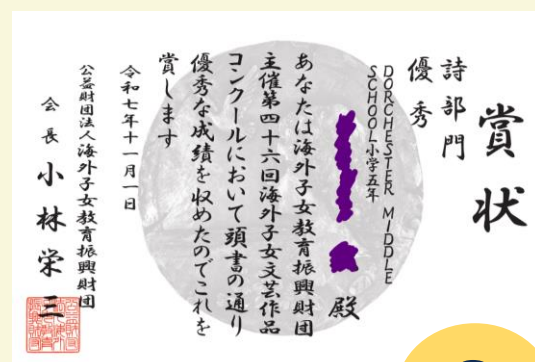 賞状
詩部門
優秀
DORCHESTER MIDDLE
SCHOOL小学五年
殿
あなたは海外子女教育振興財団
主催第四十六回海外子女文芸作品
コンクールにおいて頭書の通り
優秀な成績を収めたのでこれを
賞します
令和七年十一月一日
公益財団法人海外子女教育振興財団
会長 小林栄三